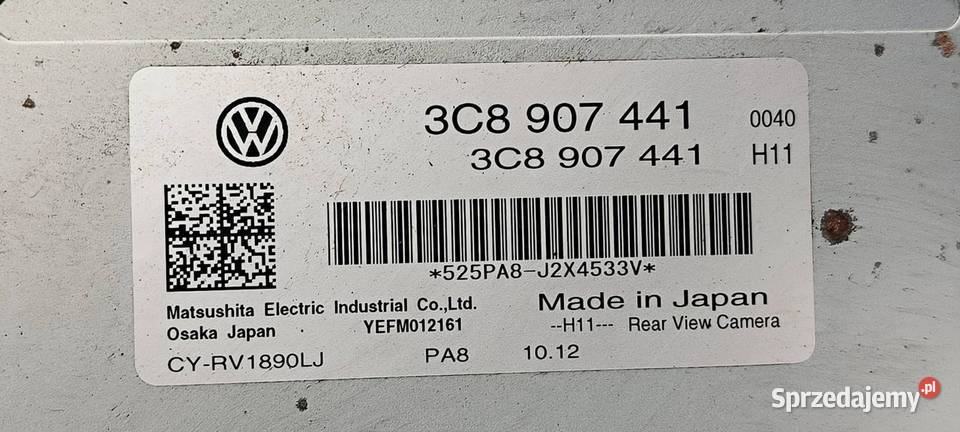 3C8 907 441 0040
3C8 907 441 H11
*525PA8-J2X4533V*
Matsushita Electric Industrial Co.,Ltd.
Osaka Japan YEFM012161
Made in Japan
--H11--- Rear View Camera
CY-RV1890LJ PA8 10.12
Sprzedajemy.pl